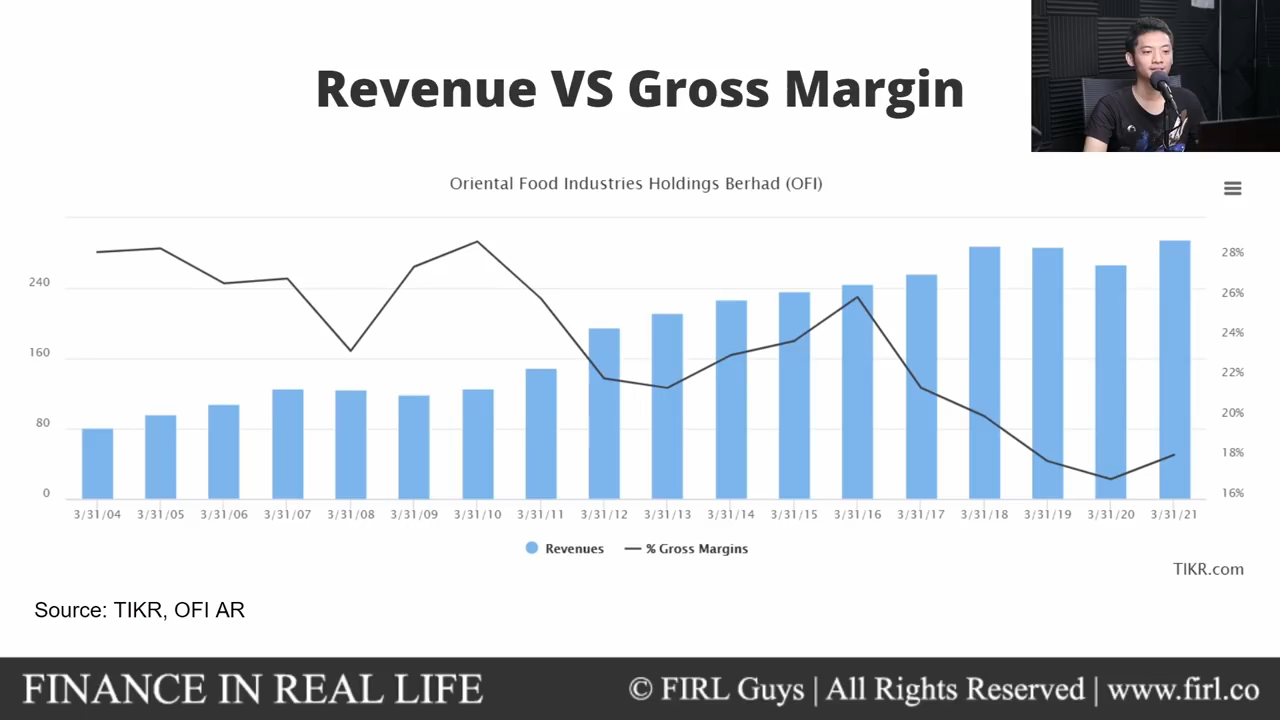 Revenue VS Gross Margin
Oriental Food Industries Holdings Berhad (OFI)
240
160
80
0
28%
26%
24%
22%
20%
18%
16%
3/31/04 3/31/05 3/31/06 3/31/07 3/31/08 3/31/09 3/31/10 3/31/11 3/31/12 3/31/13 3/31/14 3/31/15 3/31/16 3/31/17 3/31/18 3/31/19 3/31/20 3/31/21
Revenues % Gross Margins
TIKR.com
Source: TIKR, OFI AR
FINANCE IN REAL LIFE
© FIRL Guys | All Rights Reserved | www.firl.co